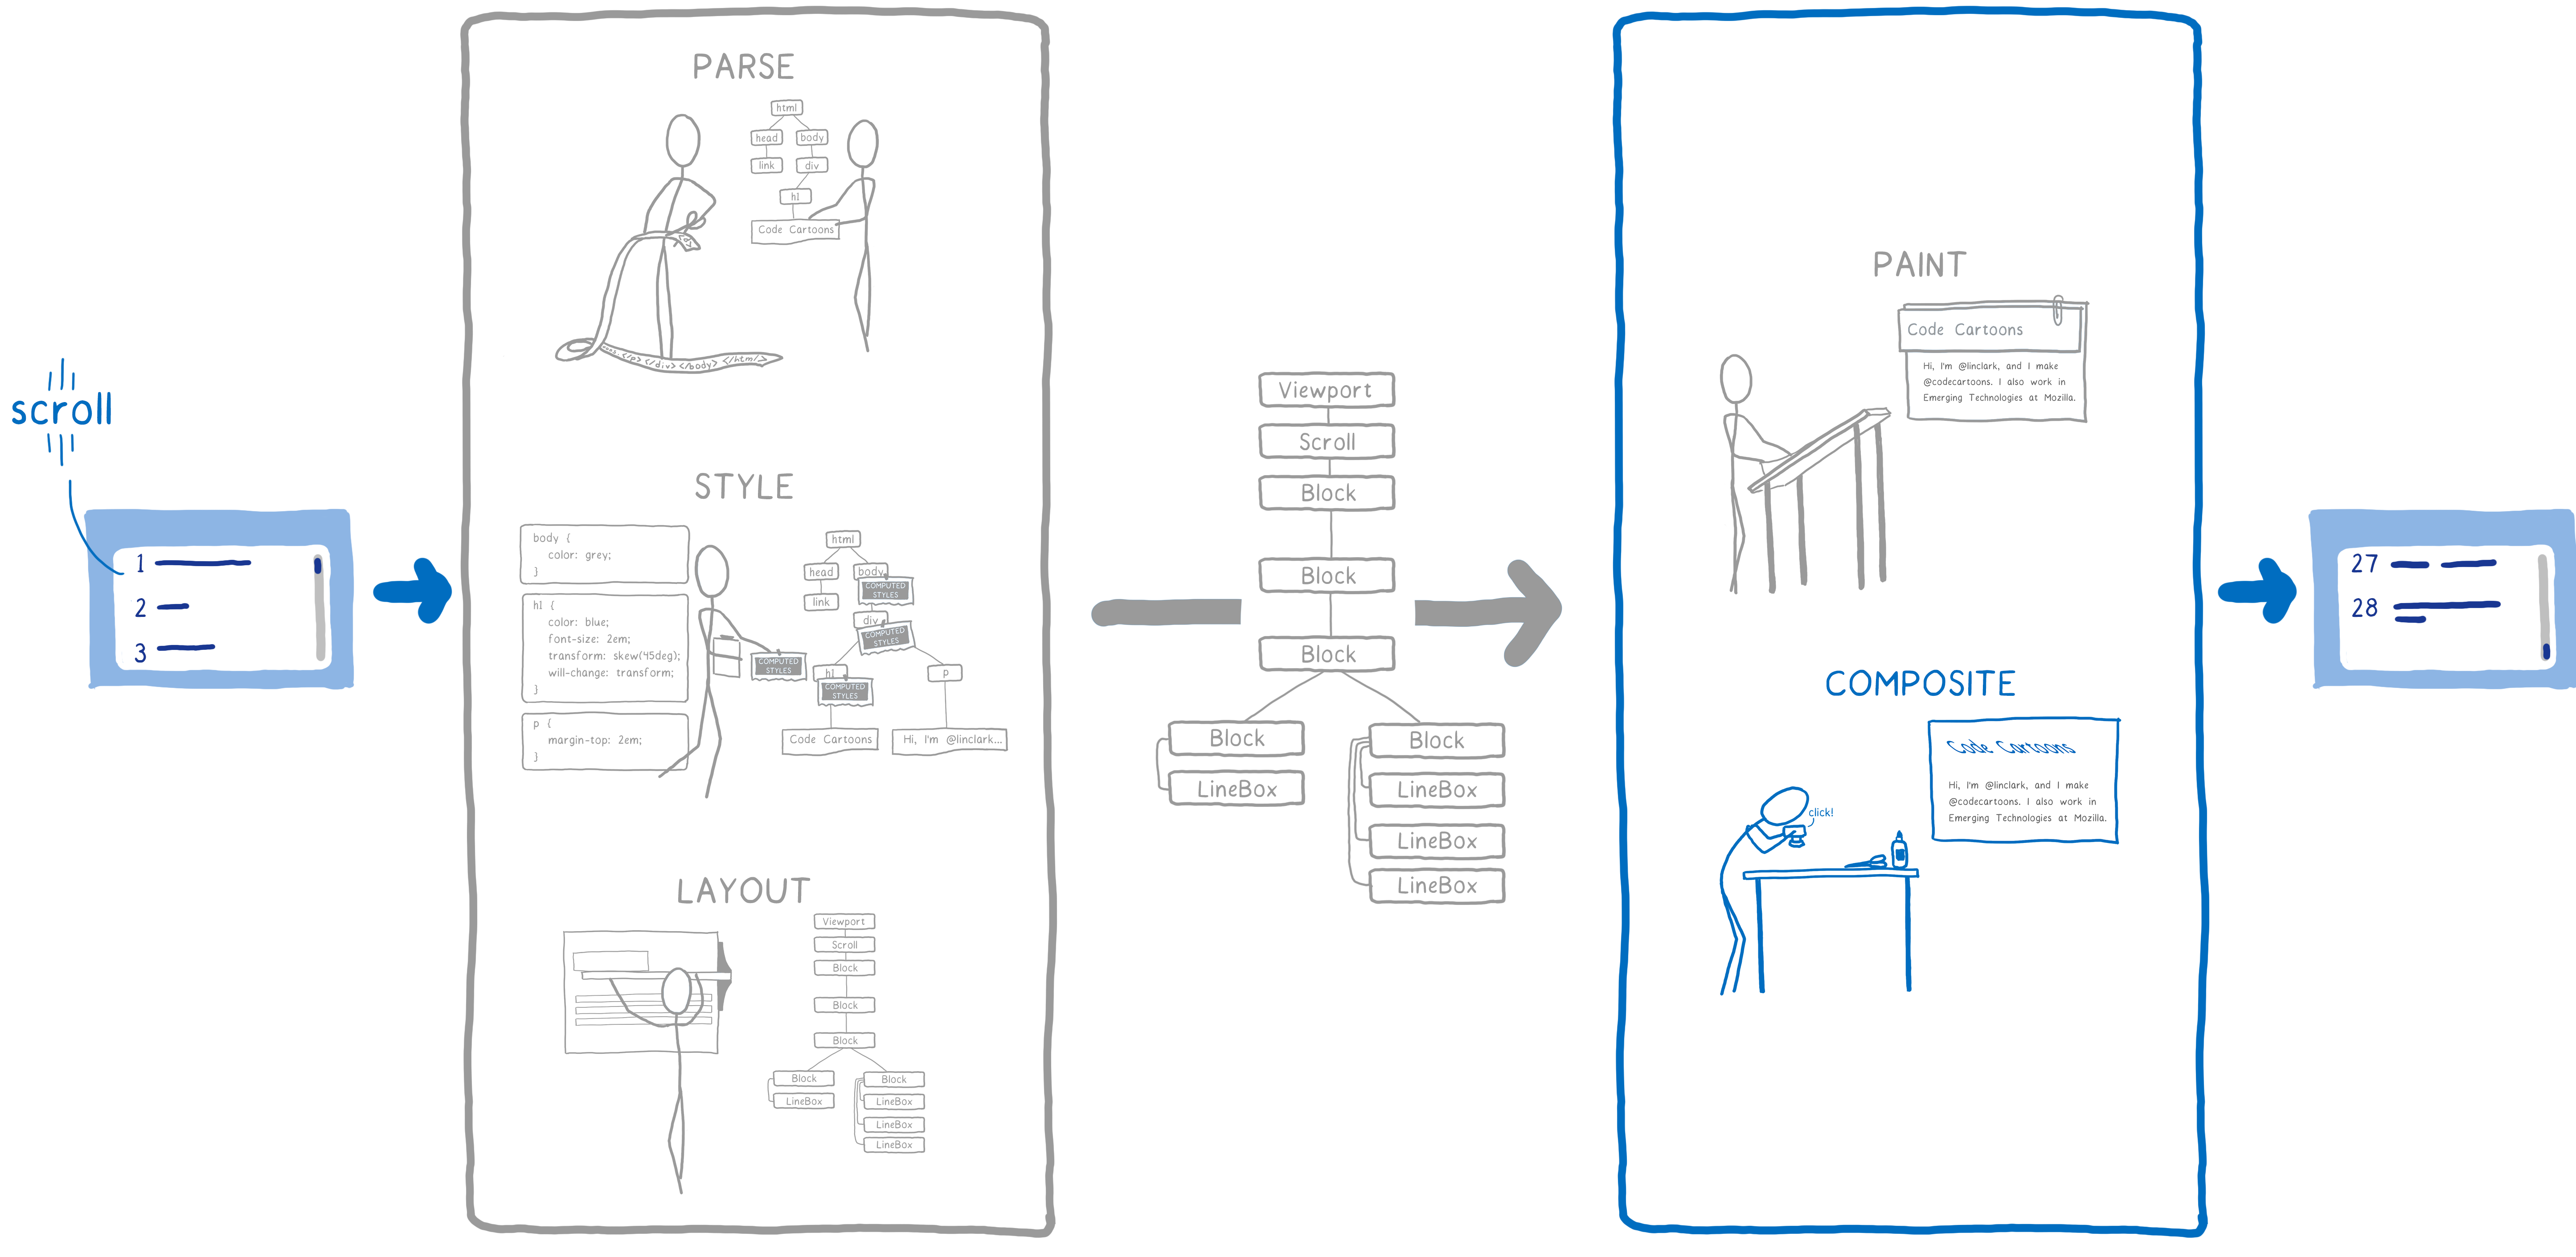 scroll
1
2
3
PARSE
html
head
body
link
div
h1
Code Cartoons
</p> </div> </body> </html>
STYLE
body {
color: grey;
}
h1 {
color: blue;
font-size: 2em;
transform: skew(45deg);
will-change: transform;
}
p {
margin-top: 2em;
}
html
head
body
COMPUTED
STYLES
link
div
COMPUTED
STYLES
COMPUTED
STYLES
h1
COMPUTED
STYLES
p
Code Cartoons
Hi, I'm @linclark...
LAYOUT
Viewport
Scroll
Block
Block
Block
Block
LineBox
Block
LineBox
LineBox
LineBox
Viewport
Scroll
Block
Block
Block
Block
LineBox
Block
LineBox
LineBox
LineBox
PAINT
Code Cartoons
Hi, I'm @linclark, and I make
@codecartoons. I also work in
Emerging Technologies at Mozilla.
COMPOSITE
Code Cartoons
Hi, I'm @linclark, and I make
@codecartoons. I also work in
Emerging Technologies at Mozilla.
click!
27
28